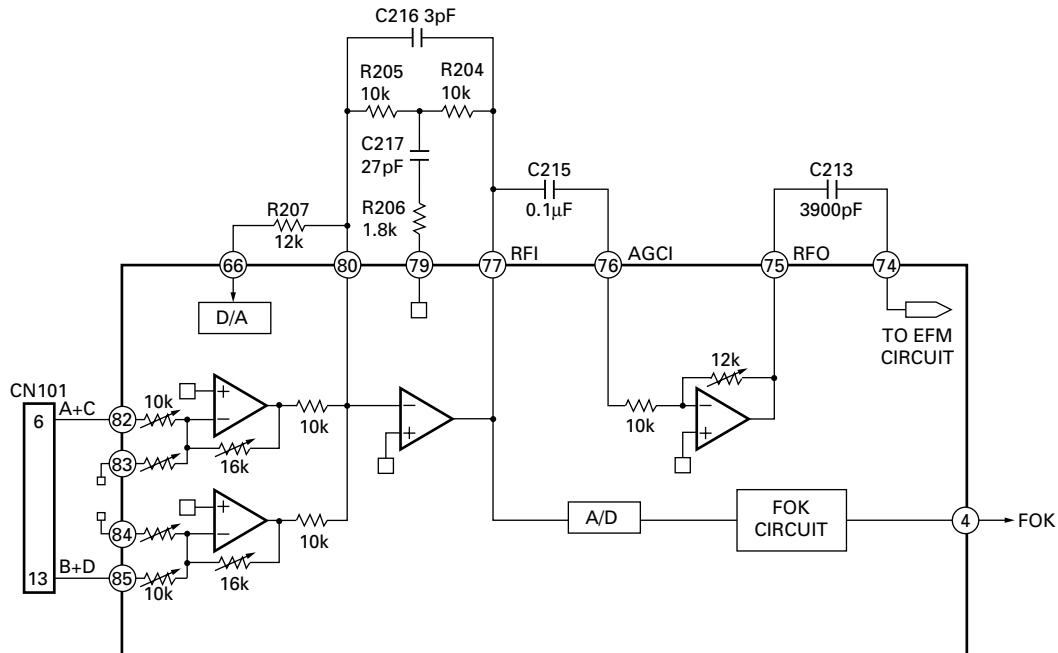 C216 3pF
R205
10k
R204
10k
C217
27pF
R206
1.8k
R207
12k
C215
0.1µF
C213
3900pF
66
80
79
77
RFI
76
AGCI
75
RFO
74
D/A
TO EFM
CIRCUIT
CN101
6
A+C
82
10k
+
−
10k
16k
83
−
+
12k
10k
−
+
84
+
−
10k
16k
13
B+D
85
10k
A/D
FOK
CIRCUIT
4
FOK